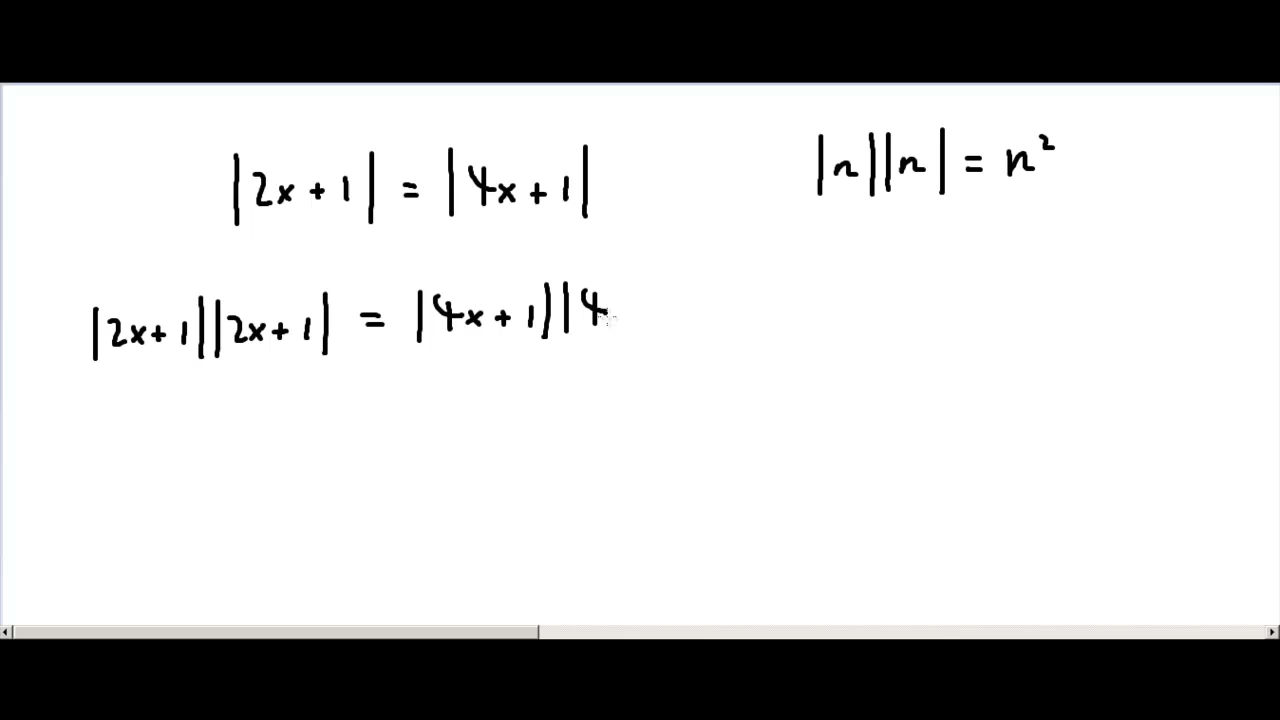 |2x + 1| = |4x + 1|
|n||n| = n²
|2x + 1||2x + 1| = |4x + 1||4